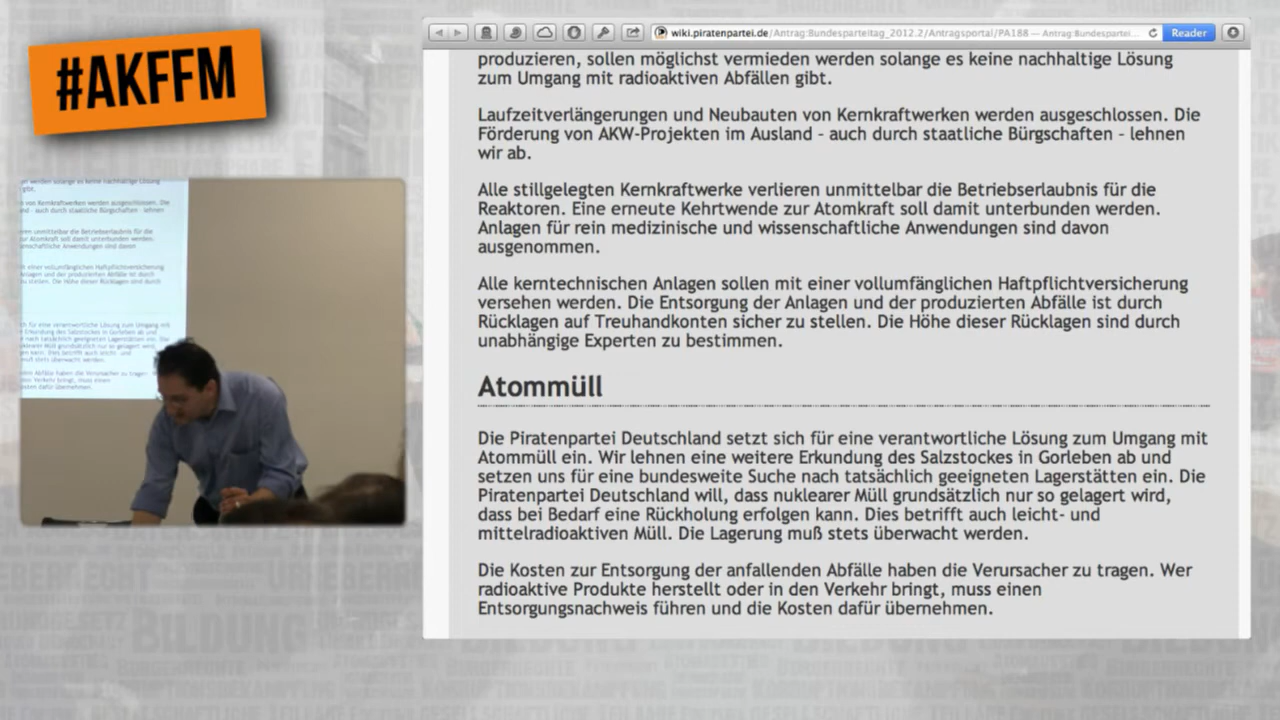 #AKFFM
wiki.piratenpartei.de/Antrag:Bundesparteitag_2012.2/Antragsportal/PA188 — Antrag:Bundespartei...
Reader
produzieren, sollen möglichst vermieden werden solange es keine nachhaltige Lösung
zum Umgang mit radioaktiven Abfällen gibt.
Laufzeitverlängerungen und Neubauten von Kernkraftwerken werden ausgeschlossen. Die
Förderung von AKW-Projekten im Ausland - auch durch staatliche Bürgschaften - lehnen
wir ab.
Alle stillgelegten Kernkraftwerke verlieren unmittelbar die Betriebserlaubnis für die
Reaktoren. Eine erneute Kehrtwende zur Atomkraft soll damit unterbunden werden.
Anlagen für rein medizinische und wissenschaftliche Anwendungen sind davon
ausgenommen.
Alle kerntechnischen Anlagen sollen mit einer vollumfänglichen Haftpflichtversicherung
versehen werden. Die Entsorgung der Anlagen und der produzierten Abfälle ist durch
Rücklagen auf Treuhandkonten sicher zu stellen. Die Höhe dieser Rücklagen sind durch
unabhängige Experten zu bestimmen.
Atommüll
Die Piratenpartei Deutschland setzt sich für eine verantwortliche Lösung zum Umgang mit
Atommüll ein. Wir lehnen eine weitere Erkundung des Salzstockes in Gorleben ab und
setzen uns für eine bundesweite Suche nach tatsächlich geeigneten Lagerstätten ein. Die
Piratenpartei Deutschland will, dass nuklearer Müll grundsätzlich nur so gelagert wird,
dass bei Bedarf eine Rückholung erfolgen kann. Dies betrifft auch leicht- und
mittelradioaktiven Müll. Die Lagerung muß stets überwacht werden.
Die Kosten zur Entsorgung der anfallenden Abfälle haben die Verursacher zu tragen. Wer
radioaktive Produkte herstellt oder in den Verkehr bringt, muss einen
Entsorgungsnachweis führen und die Kosten dafür übernehmen.
BILDUNG